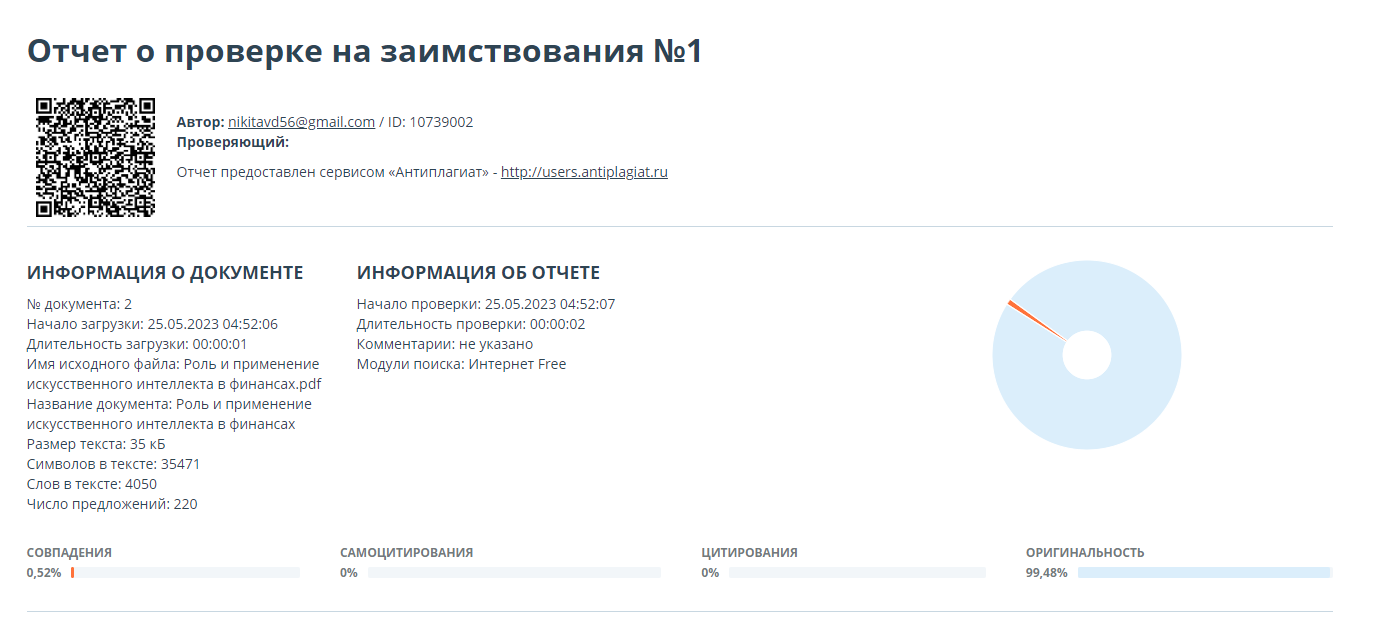 Отчет о проверке на заимствования №1
Автор: nikitavd56@gmail.com / ID: 10739002
Проверяющий:
Отчет предоставлен сервисом «Антиплагиат» - http://users.antiplagiat.ru
ИНФОРМАЦИЯ О ДОКУМЕНТЕ
№ документа: 2
Начало загрузки: 25.05.2023 04:52:06
Длительность загрузки: 00:00:01
Имя исходного файла: Роль и применение
искусственного интеллекта в финансах.pdf
Название документа: Роль и применение
искусственного интеллекта в финансах
Размер текста: 35 кБ
Символов в тексте: 35471
Слов в тексте: 4050
Число предложений: 220
ИНФОРМАЦИЯ ОБ ОТЧЕТЕ
Начало проверки: 25.05.2023 04:52:07
Длительность проверки: 00:00:02
Комментарии: не указано
Модули поиска: Интернет Free
СОВПАДЕНИЯ
0,52%
САМОЦИТИРОВАНИЯ
0%
ЦИТИРОВАНИЯ
0%
ОРИГИНАЛЬНОСТЬ
99,48%